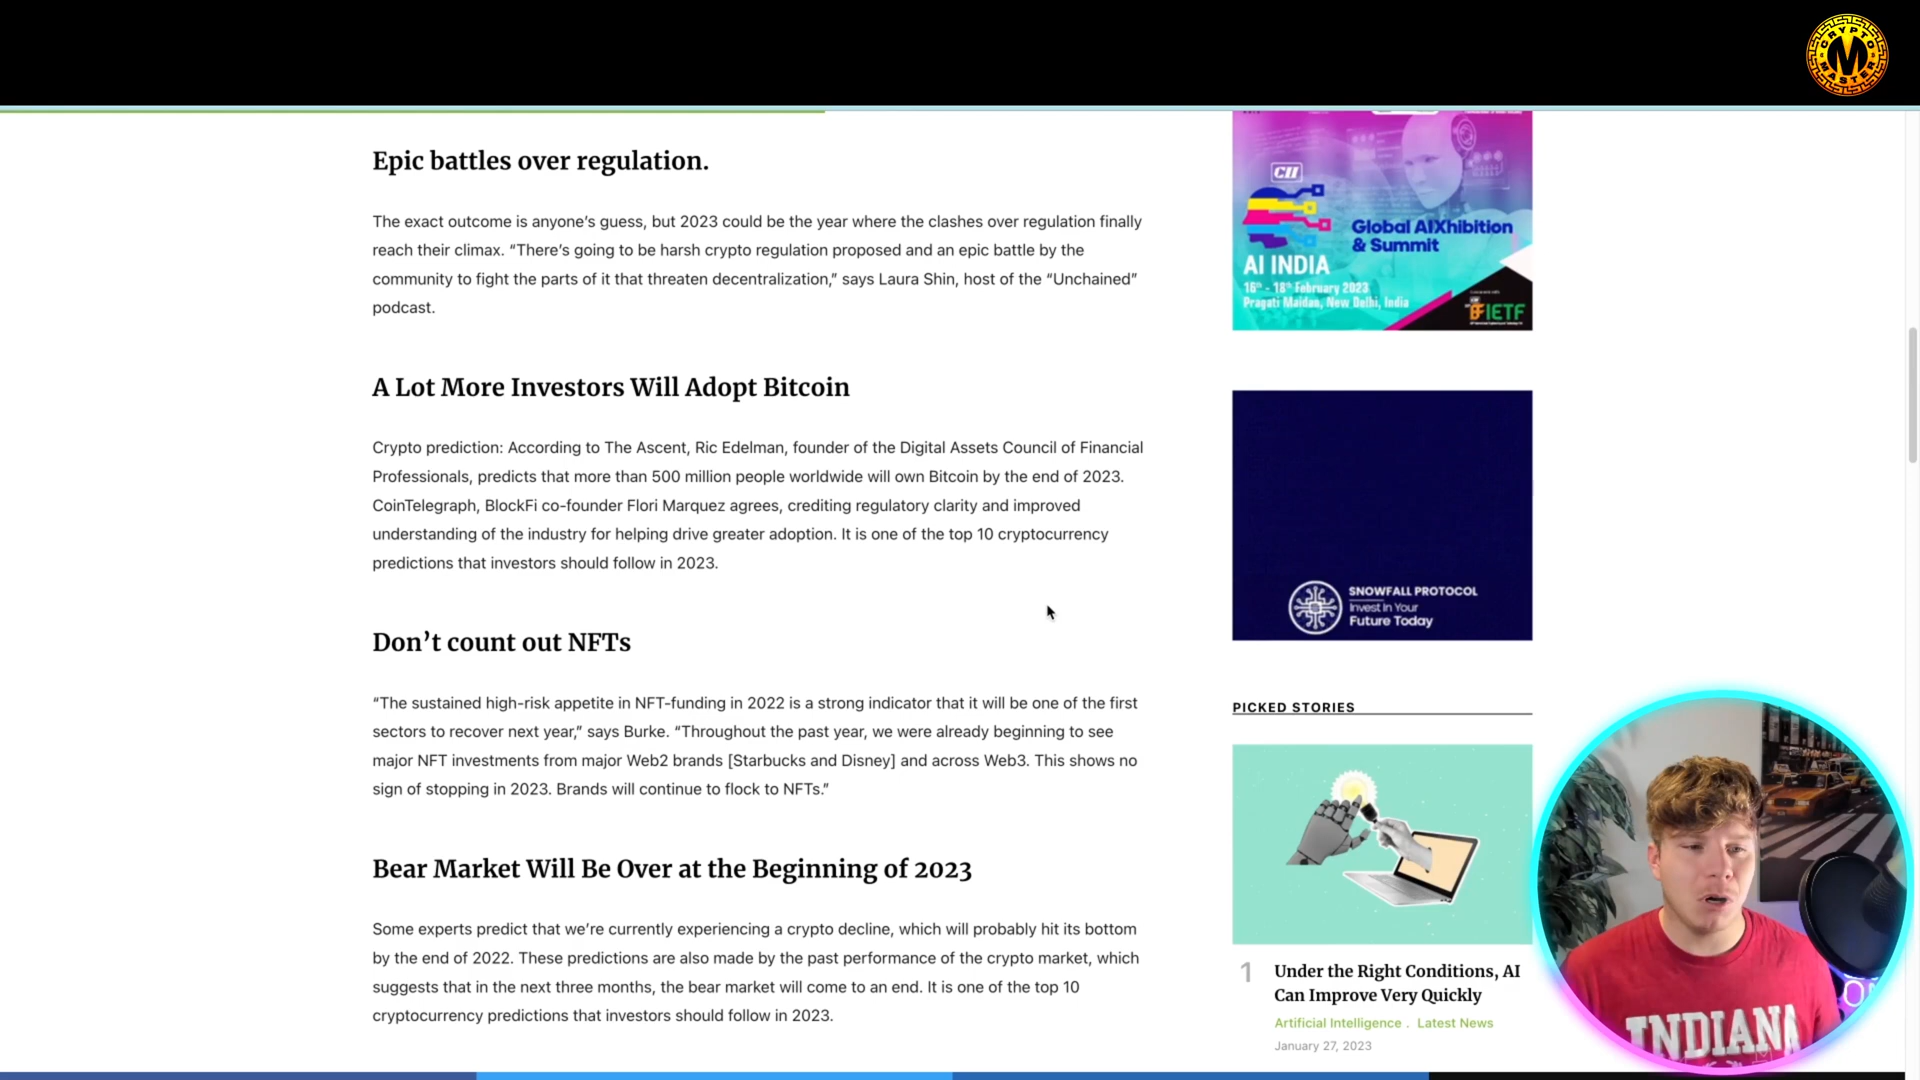 CRYPTO
M
MASTER
Epic battles over regulation.
The exact outcome is anyone’s guess, but 2023 could be the year where the clashes over regulation finally
reach their climax. “There’s going to be harsh crypto regulation proposed and an epic battle by the
community to fight the parts of it that threaten decentralization,” says Laura Shin, host of the “Unchained”
podcast.
A Lot More Investors Will Adopt Bitcoin
Crypto prediction: According to The Ascent, Ric Edelman, founder of the Digital Assets Council of Financial
Professionals, predicts that more than 500 million people worldwide will own Bitcoin by the end of 2023.
CoinTelegraph, BlockFi co-founder Flori Marquez agrees, crediting regulatory clarity and improved
understanding of the industry for helping drive greater adoption. It is one of the top 10 cryptocurrency
predictions that investors should follow in 2023.
Don’t count out NFTs
“The sustained high-risk appetite in NFT-funding in 2022 is a strong indicator that it will be one of the first
sectors to recover next year,” says Burke. “Throughout the past year, we were already beginning to see
major NFT investments from major Web2 brands [Starbucks and Disney] and across Web3. This shows no
sign of stopping in 2023. Brands will continue to flock to NFTs.”
Bear Market Will Be Over at the Beginning of 2023
Some experts predict that we’re currently experiencing a crypto decline, which will probably hit its bottom
by the end of 2022. These predictions are also made by the past performance of the crypto market, which
suggests that in the next three months, the bear market will come to an end. It is one of the top 10
cryptocurrency predictions that investors should follow in 2023.
CII
Global AIXhibition
& Summit
AI INDIA
16th - 18th February 2023
Pragati Maidan, New Delhi, India
IETF
SNOWFALL PROTOCOL
Invest In Your
Future Today
PICKED STORIES
1
Under the Right Conditions, AI
Can Improve Very Quickly
Artificial Intelligence . Latest News
January 27, 2023
INDIANA